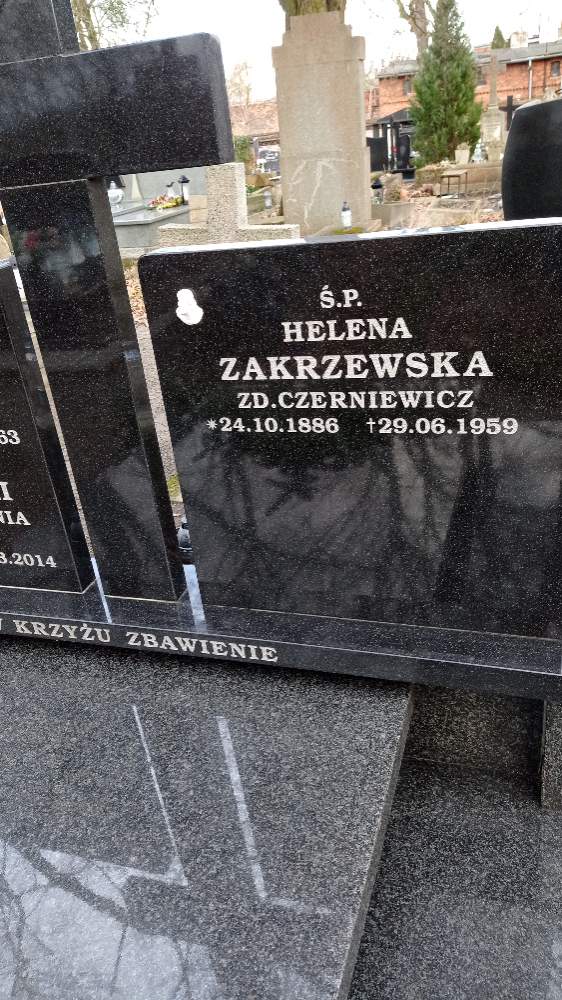 Ś.P.
HELENA
ZAKRZEWSKA
ZD.CZERNIEWICZ
*24.10.1886 †29.06.1959
63
I
NIA
3.2014
KRZYŻU ZBAWIENIE